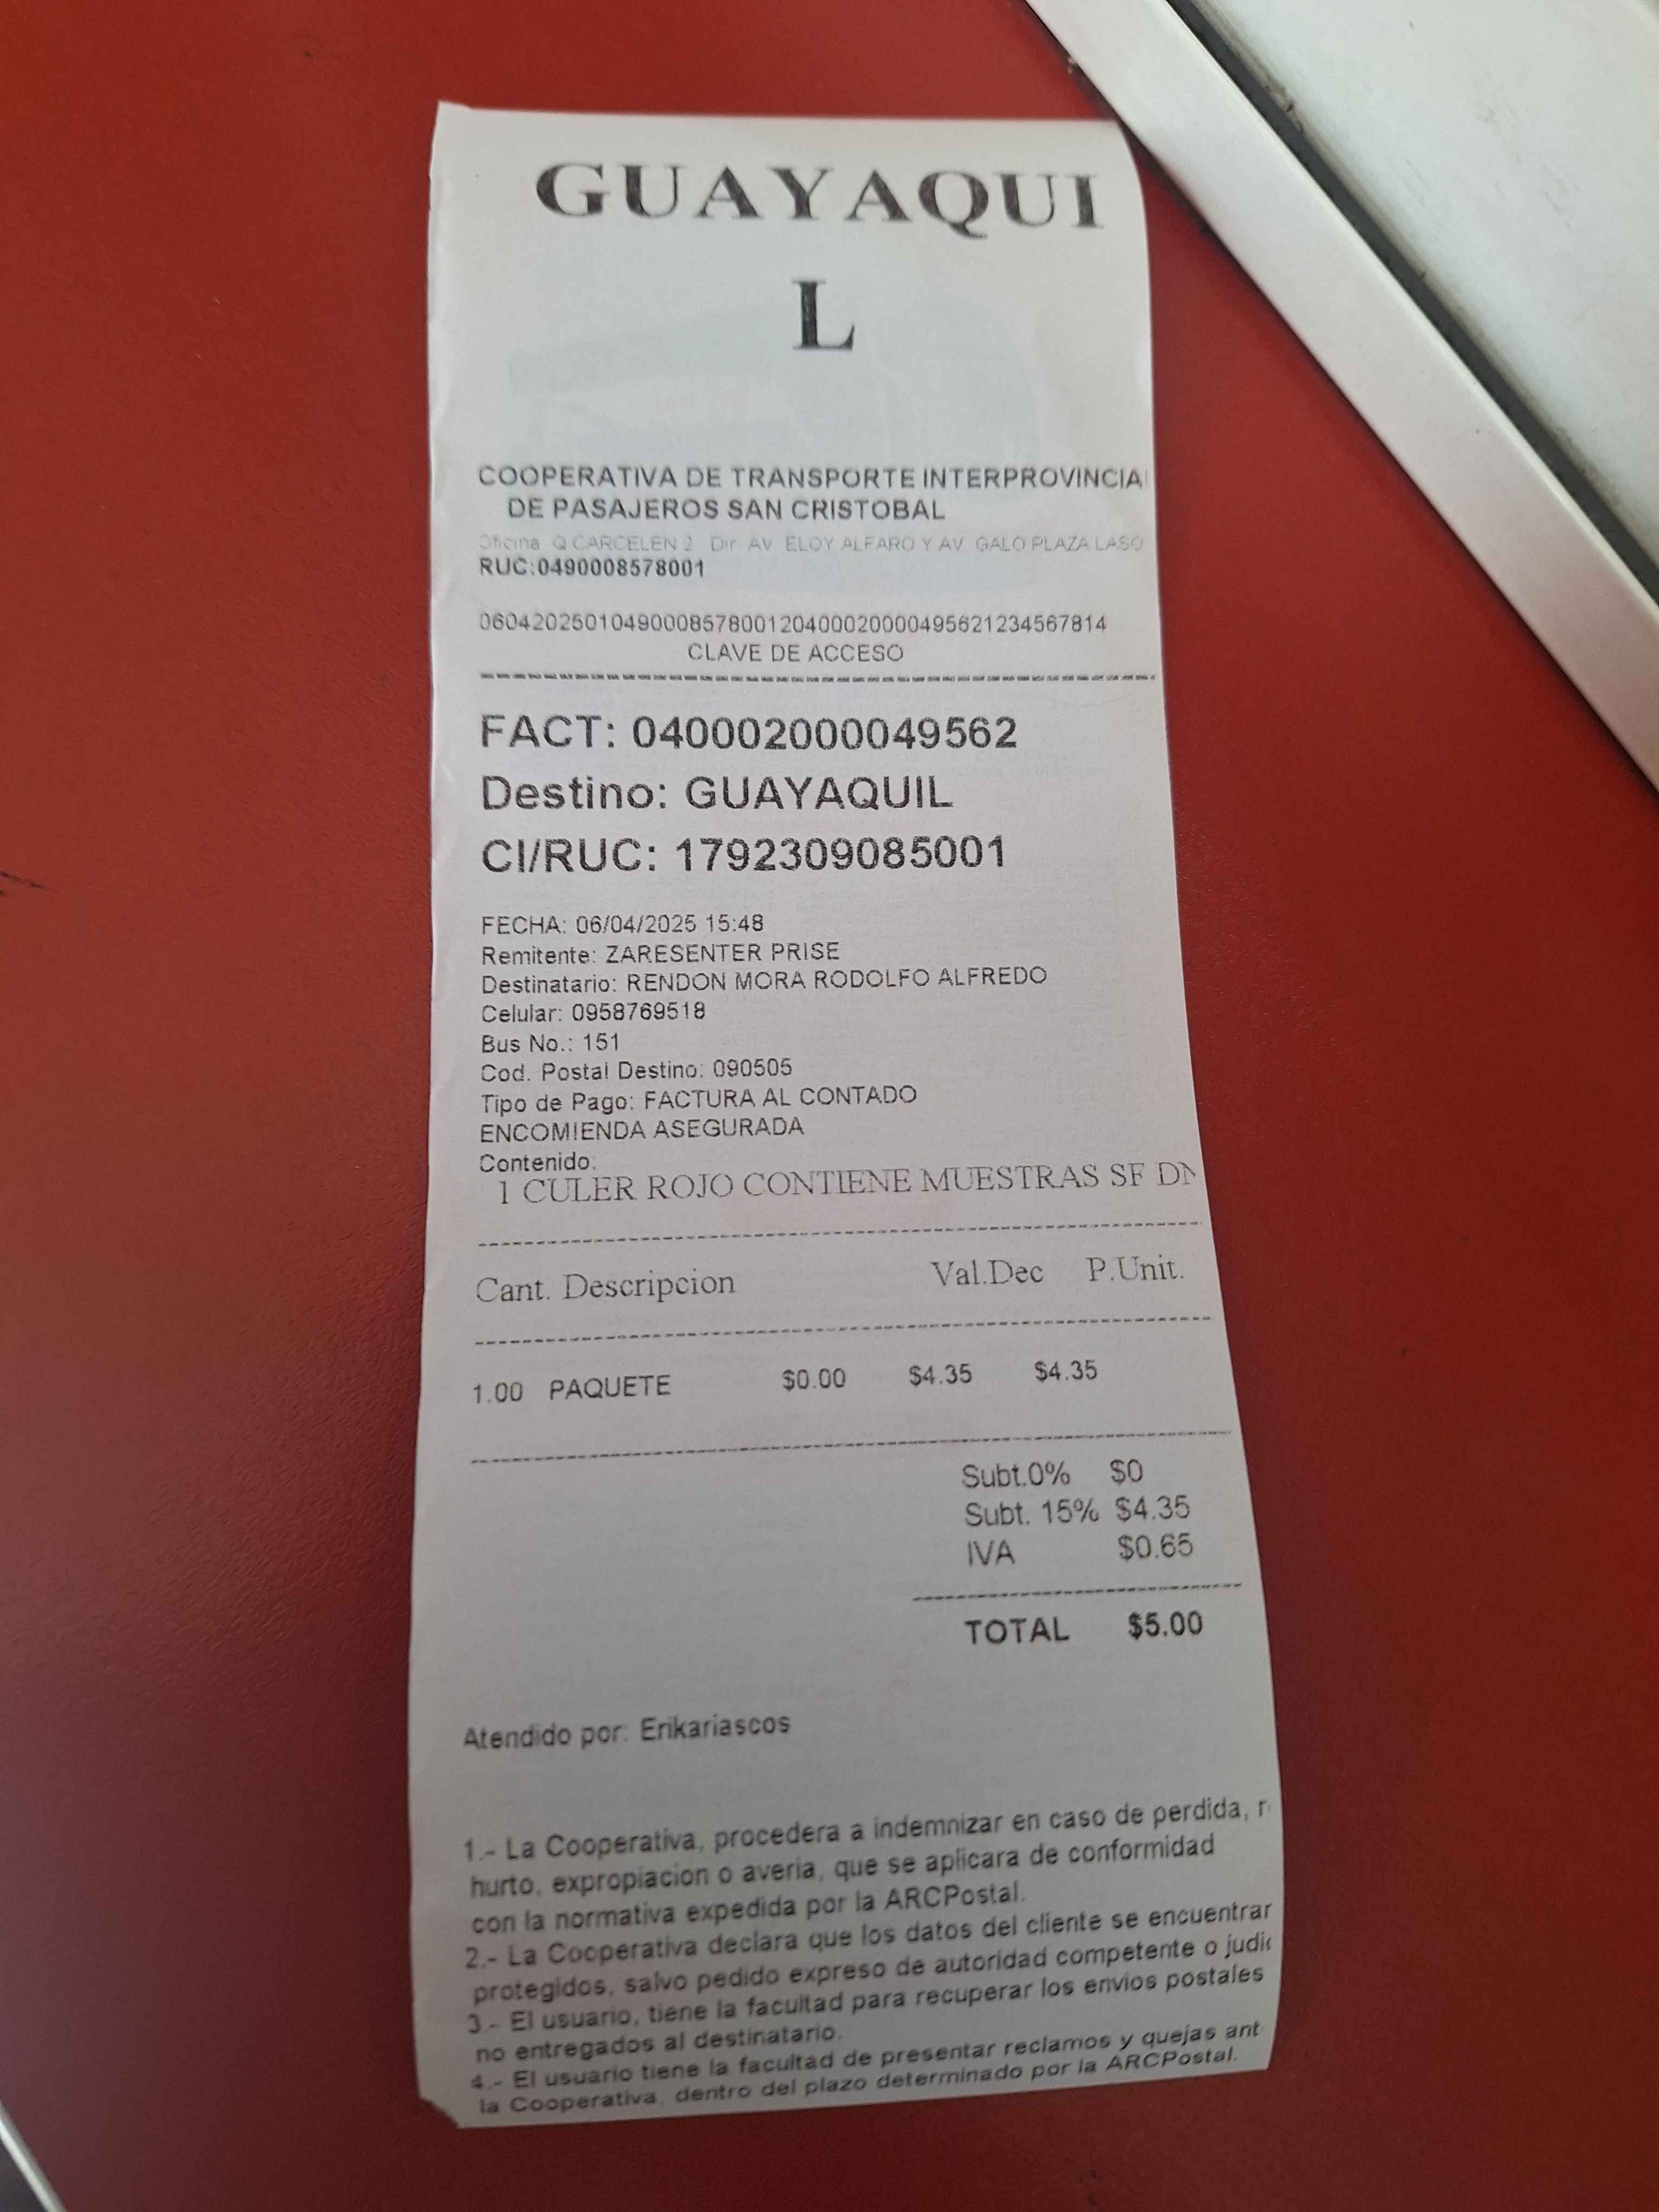 GUAYAQUI
L
COOPERATIVA DE TRANSPORTE INTERPROVINCIA
DE PASAJEROS SAN CRISTOBAL
Oficina Q CARCELEN 2 Dir AV ELOY ALFARO Y AV GALO PLAZA LASO
RUC:0490008578001
0604202501049000857800120400020000495621234567814
CLAVE DE ACCESO
FACT: 040002000049562
Destino: GUAYAQUIL
CI/RUC: 1792309085001
FECHA: 06/04/2025 15:48
Remitente: ZARESENTER PRISE
Destinatario: RENDON MORA RODOLFO ALFREDO
Celular: 0958769518
Bus No.: 151
Cod. Postal Destino: 090505
Tipo de Pago: FACTURA AL CONTADO
ENCOMIENDA ASEGURADA
Contenido:
1 CULER ROJO CONTIENE MUESTRAS SF
Cant. Descripcion Val.Dec P.Unit.
1.00 PAQUETE $0.00 $4.35 $4.35
Subt.0% $0
Subt. 15% $4.35
IVA $0.65
TOTAL $5.00
Atendido por: Erikariascos
1.- La Cooperativa, procedera a indemnizar en caso de perdida, r
hurto, expropiacion o averia, que se aplicara de conformidad
con la normativa expedida por la ARCPostal.
2.- La Cooperativa declara que los datos del cliente se encuentrar
protegidos, salvo pedido expreso de autoridad competente o judic
3.- El usuario, tiene la facultad para recuperar los envios postales
no entregados al destinatario.
4.- El usuario tiene la facultad de presentar reclamos y quejas ant
la Cooperativa, dentro del plazo determinado por la ARCPostal.